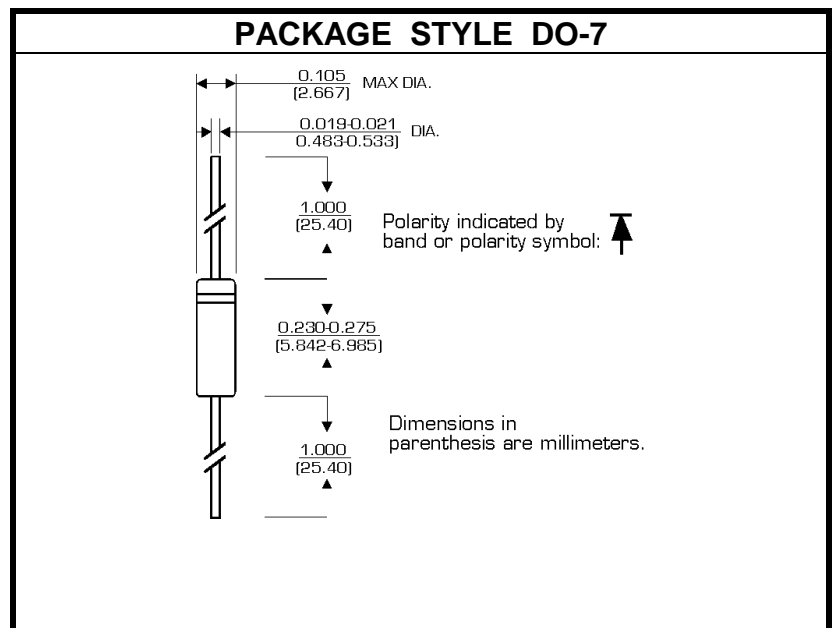 PACKAGE STYLE DO-7
0.105
(2.667)
MAX DIA.
0.019-0.021
0.483-0.533)
DIA.
1.000
(25.40)
Polarity indicated by
band or polarity symbol:
0.230-0.275
(5.842-6.985)
Dimensions in
parenthesis are millimeters.
1.000
(25.40)